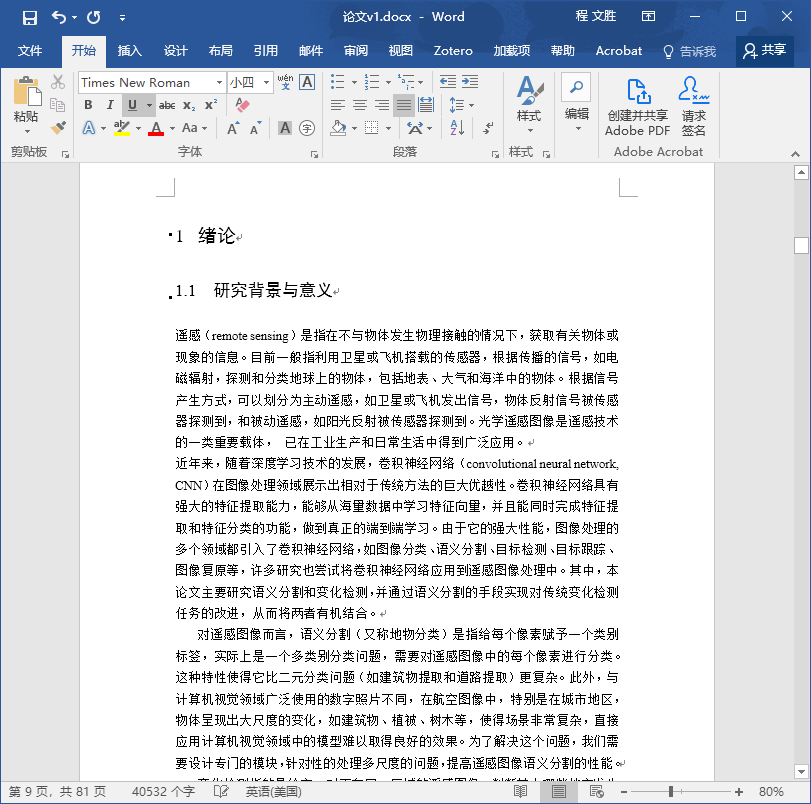 论文v1.docx - Word
程 文胜
文件 开始 插入 设计 布局 引用 邮件 审阅 视图 Zotero 加载项 帮助 Acrobat 告诉我 共享
Times New Roman 小四 wén 文 A
粘贴
B I U abc X₂ X²
A ab A Aa A A A 字
样式
编辑
创建并共享 Adobe PDF
请求 签名
剪贴板 字体 段落 样式 Adobe Acrobat
1 绪论
1.1 研究背景与意义
遥感（remote sensing）是指在不与物体发生物理接触的情况下，获取有关物体或
现象的信息。目前一般指利用卫星或飞机搭载的传感器，根据传播的信号，如电
磁辐射，探测和分类地球上的物体，包括地表、大气和海洋中的物体。根据信号
产生方式，可以划分为主动遥感，如卫星或飞机发出信号，物体反射信号被传感
器探测到，和被动遥感，如阳光反射被传感器探测到。光学遥感图像是遥感技术
的一类重要载体， 已在工业生产和日常生活中得到广泛应用。
近年来，随着深度学习技术的发展，卷积神经网络（convolutional neural network,
CNN）在图像处理领域展示出相对于传统方法的巨大优越性。卷积神经网络具有
强大的特征提取能力，能够从海量数据中学习特征向量，并且能同时完成特征提
取和特征分类的功能，做到真正的端到端学习。由于它的强大性能，图像处理的
多个领域都引入了卷积神经网络，如图像分类、语义分割、目标检测、目标跟踪、
图像复原等，许多研究也尝试将卷积神经网络应用到遥感图像处理中。其中，本
论文主要研究语义分割和变化检测，并通过语义分割的手段实现对传统变化检测
任务的改进，从而将两者有机结合。
对遥感图像而言，语义分割（又称地物分类）是指给每个像素赋予一个类别
标签，实际上是一个多类别分类问题，需要对遥感图像中的每个像素进行分类。
这种特性使得它比二元分类问题（如建筑物提取和道路提取）更复杂。此外，与
计算机视觉领域广泛使用的数字照片不同，在航空图像中，特别是在城市地区，
物体呈现出大尺度的变化，如建筑物、植被、树木等，使得场景非常复杂，直接
应用计算机视觉领域中的模型难以取得良好的效果。为了解决这个问题，我们需
要设计专门的模块，针对性的处理多尺度的问题，提高遥感图像语义分割的性能。
第 9 页，共 81 页 40532 个字 英语(美国) 80%